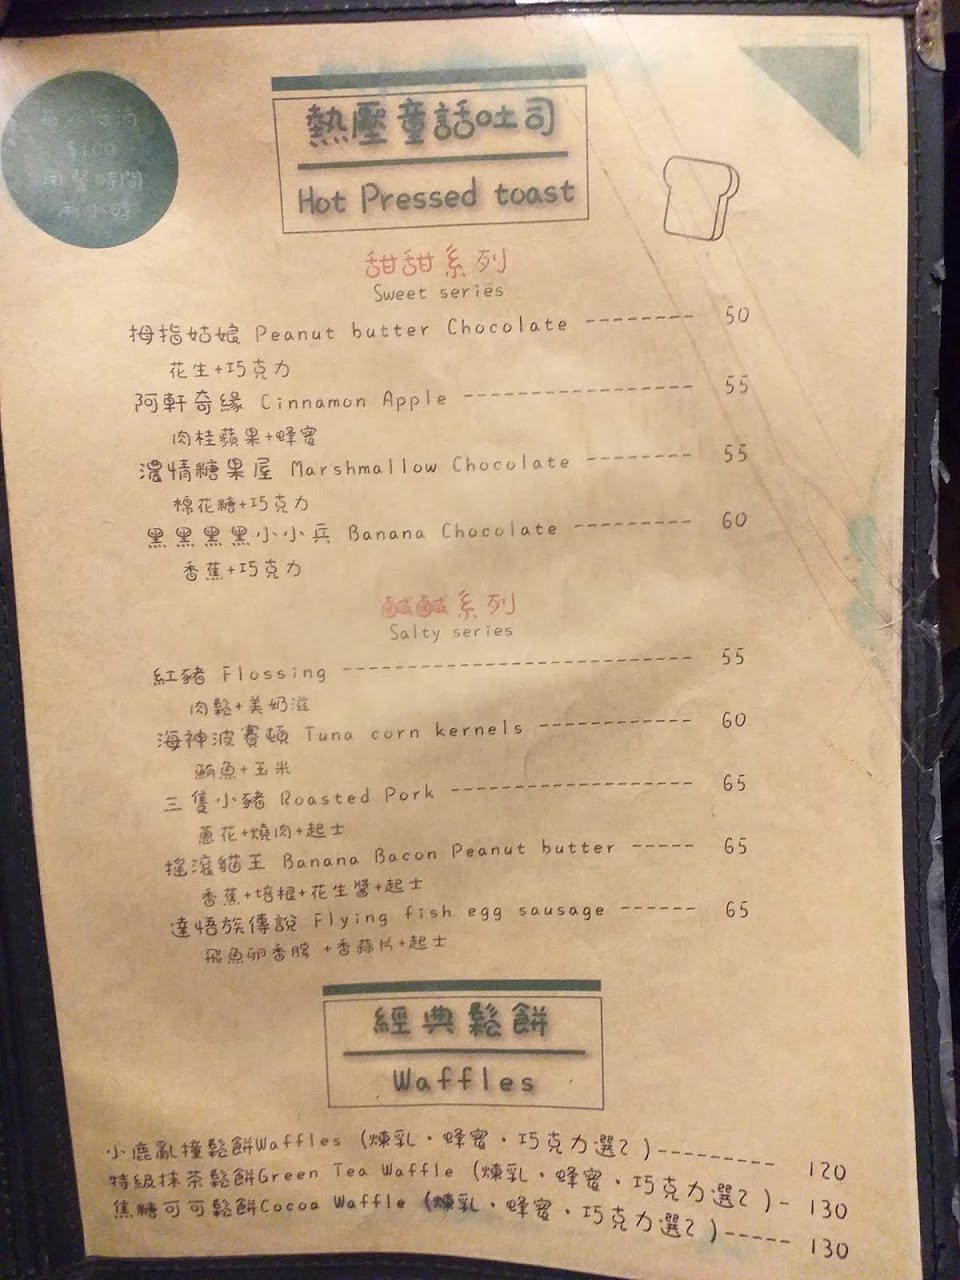 $100
用餐時間
兩小時
熱壓童話吐司
Hot Pressed toast
甜甜系列
Sweet series
拇指姑娘 Peanut butter Chocolate -------- 50
花生+巧克力
阿軒奇緣 Cinnamon Apple ----------------- 55
肉桂蘋果+蜂蜜
濃情糖果屋 Marshmallow Chocolate -------- 55
棉花糖+巧克力
黑黑黑黑小小兵 Banana Chocolate --------- 60
香蕉+巧克力
鹹鹹系列
Salty series
紅豬 Flossing -------------------------- 55
肉鬆+美奶滋
海神波賽頓 Tuna corn kernels ------------ 60
鮪魚+玉米
三隻小豬 Roasted Pork ------------------- 65
蔥花+燒肉+起士
搖滾貓王 Banana Bacon Peanut butter ----- 65
香蕉+培根+花生醬+起士
達悟族傳說 Flying fish egg sausage ------ 65
飛魚卵香腸 +香蒜片+起士
經典鬆餅
Waffles
小鹿亂撞鬆餅Waffles (煉乳、蜂蜜、巧克力選2 )--------- 120
特級抹茶鬆餅Green Tea Waffle (煉乳、蜂蜜、巧克力選2 )- 130
焦糖可可鬆餅Cocoa Waffle (煉乳、蜂蜜、巧克力選2 )----- 130